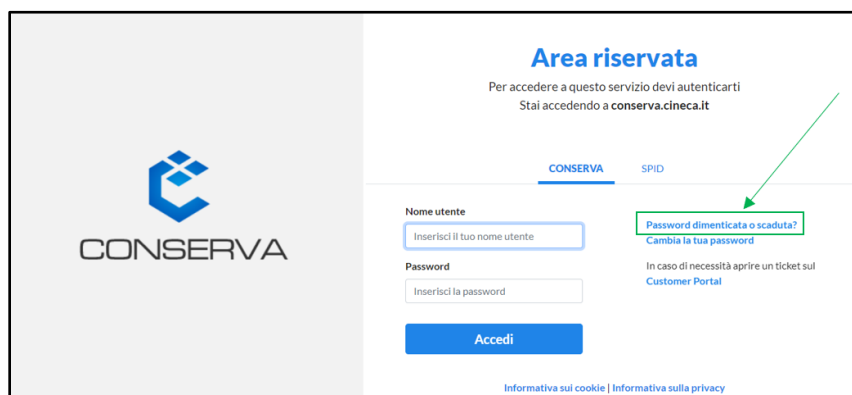 CONSERVA
Area riservata
Per accedere a questo servizio devi autenticarti
Stai accedendo a conserva.cineca.it
CONSERVA SPID
Nome utente
Inserisci il tuo nome utente
Password
Inserisci la password
Accedi
Password dimenticata o scaduta?
Cambia la tua password
In caso di necessità aprire un ticket sul
Customer Portal
Informativa sui cookie | Informativa sulla privacy